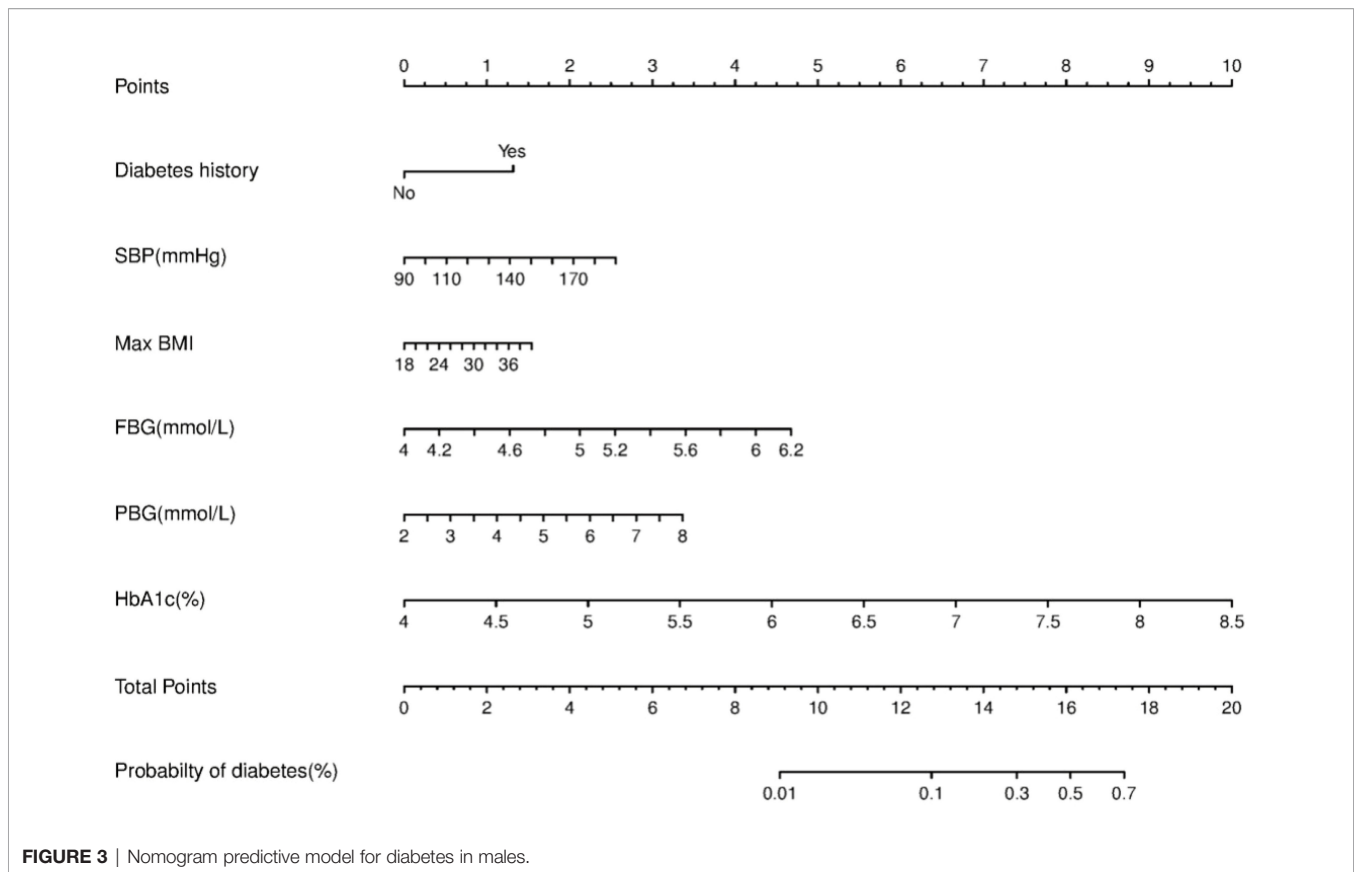 0 1 2 3 4 5 6 7 8 9 10
Points
Yes
Diabetes history
No
SBP(mmHg)
90 110 140 170
Max BMI
18 24 30 36
FBG(mmol/L)
4 4.2 4.6 5 5.2 5.6 6 6.2
PBG(mmol/L)
2 3 4 5 6 7 8
HbA1c(%)
4 4.5 5 5.5 6 6.5 7 7.5 8 8.5
Total Points
0 2 4 6 8 10 12 14 16 18 20
Probabilty of diabetes(%)
0.01 0.1 0.3 0.5 0.7
FIGURE 3 | Nomogram predictive model for diabetes in males.